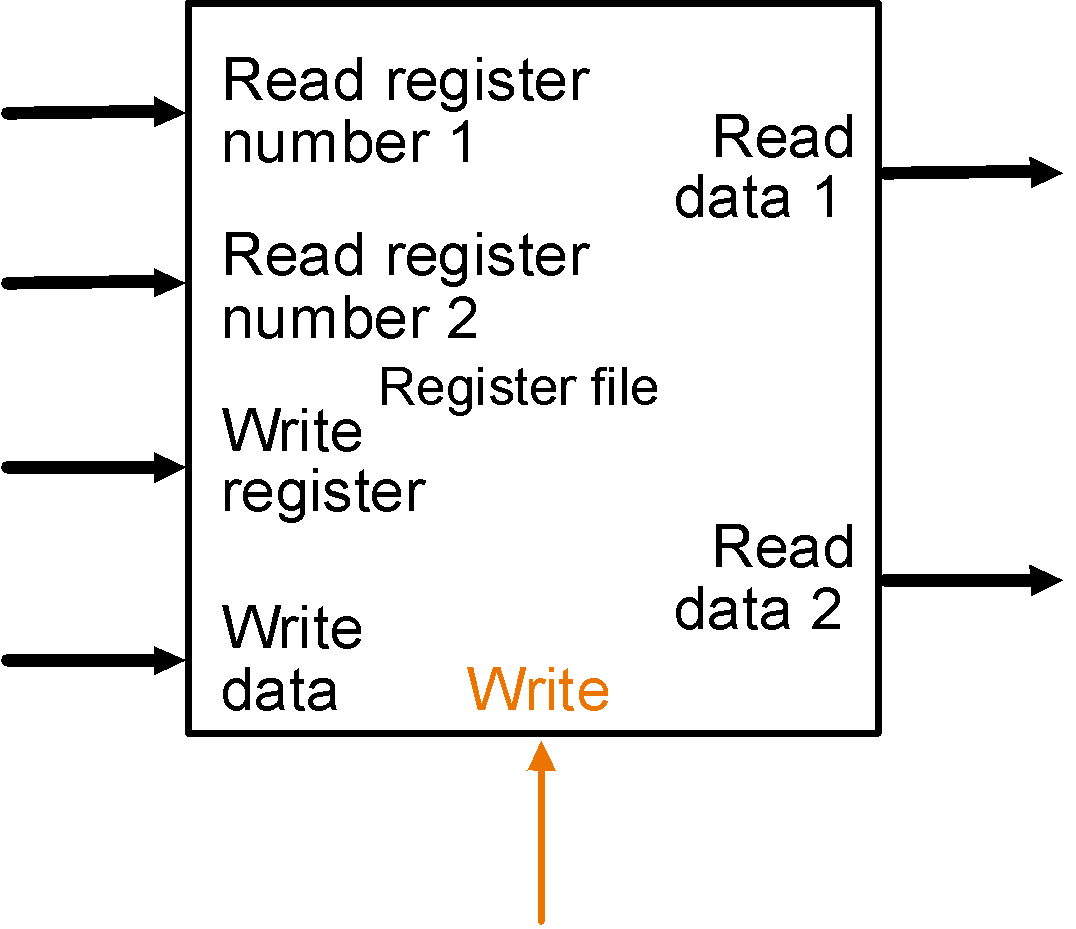 Read register
number 1
Read
data 1
Read register
number 2
Register file
Write
register
Read
data 2
Write
data
Write